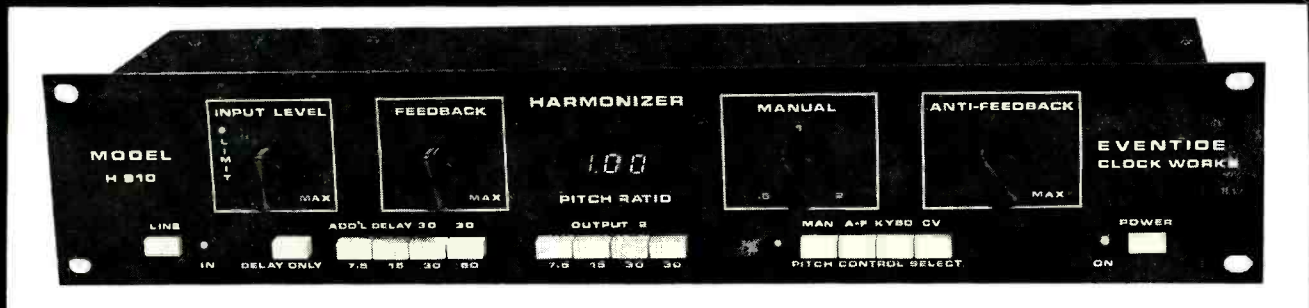 HARMONIZER
INPUT LEVEL
LIMIT
MAX
FEEDBACK
MAX
1.00
PITCH RATIO
MANUAL
1
.5 2
ANTI-FEEDBACK
MAX
MODEL
H 910
EVENTIDE
CLOCK WORKS
LINE
IN
DELAY ONLY
ADD'L DELAY 30 30
7.5 15 30 60
OUTPUT 2
7.5 15 30 30
MAN A-F KYBD CV
PITCH CONTROL SELECT
POWER
ON